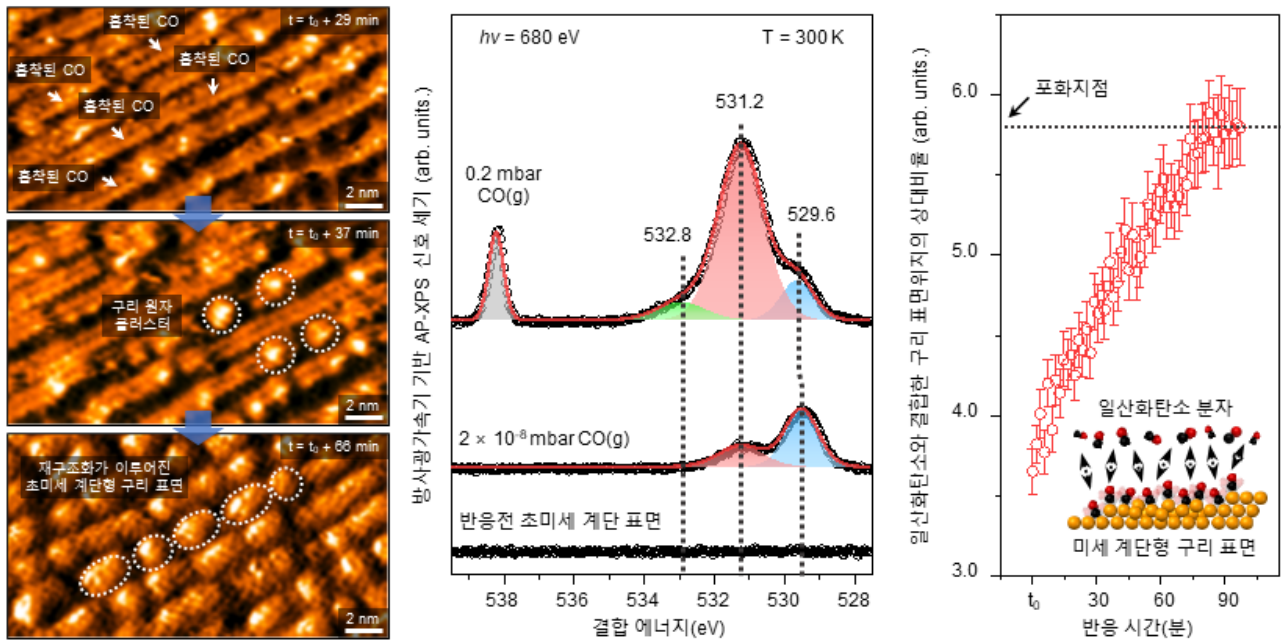 흡착된 CO
t = t₀ + 29 min
흡착된 CO
흡착된 CO
흡착된 CO
흡착된 CO
2 nm
t = t₀ + 37 min
구리 원자
클러스터
2 nm
t = t₀ + 66 min
재구조화가 이루어진
초미세 계단형 구리 표면
2 nm
방사광가속기 기반 AP-XPS 신호 세기 (arb. units.)
hv = 680 eV
T = 300 K
531.2
0.2 mbar
CO(g)
532.8
529.6
2 × 10⁻⁸ mbar CO(g)
반응전 초미세 계단 표면
538 536 534 532 530 528
결합 에너지(eV)
일산화탄소와 결합한 구리 표면위치의 상대비율 (arb. units.)
6.0
5.0
4.0
3.0
포화지점
일산화탄소 분자
미세 계단형 구리 표면
t₀ 30 60 90
반응 시간(분)